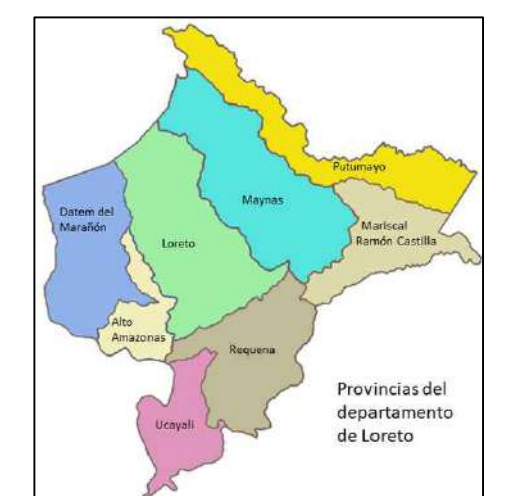 Putumayo
Maynas
Mariscal
Ramón Castilla
Datem del
Marañón
Loreto
Alto
Amazonas
Requena
Ucayali
Provincias del
departamento
de Loreto